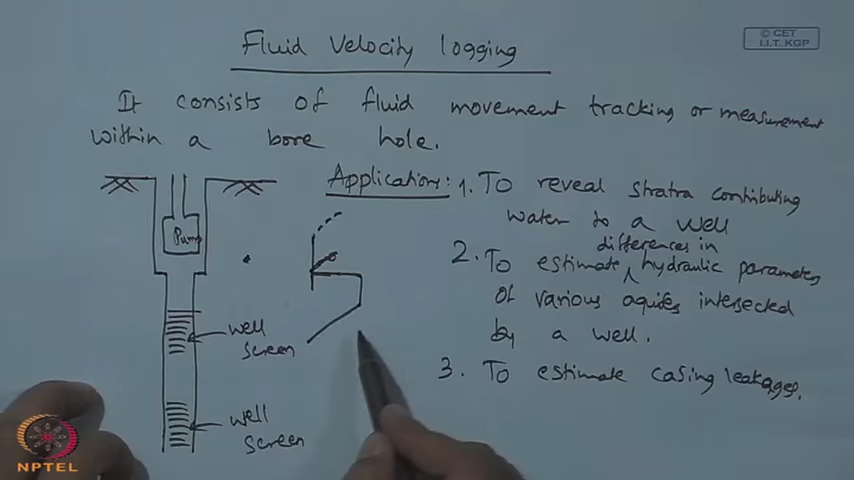 Fluid Velocity logging
© CET
I.I.T. KGP
It consists of fluid movement tracking or measurement
within a bore hole.
Application: 1. To reveal stratra contributing
water to a well
2. To estimate differences in hydraulic parameters
of various aquifes intersected
by a well.
3. To estimate casing leakages.
Pump
well
screen
well
screen
NPTEL